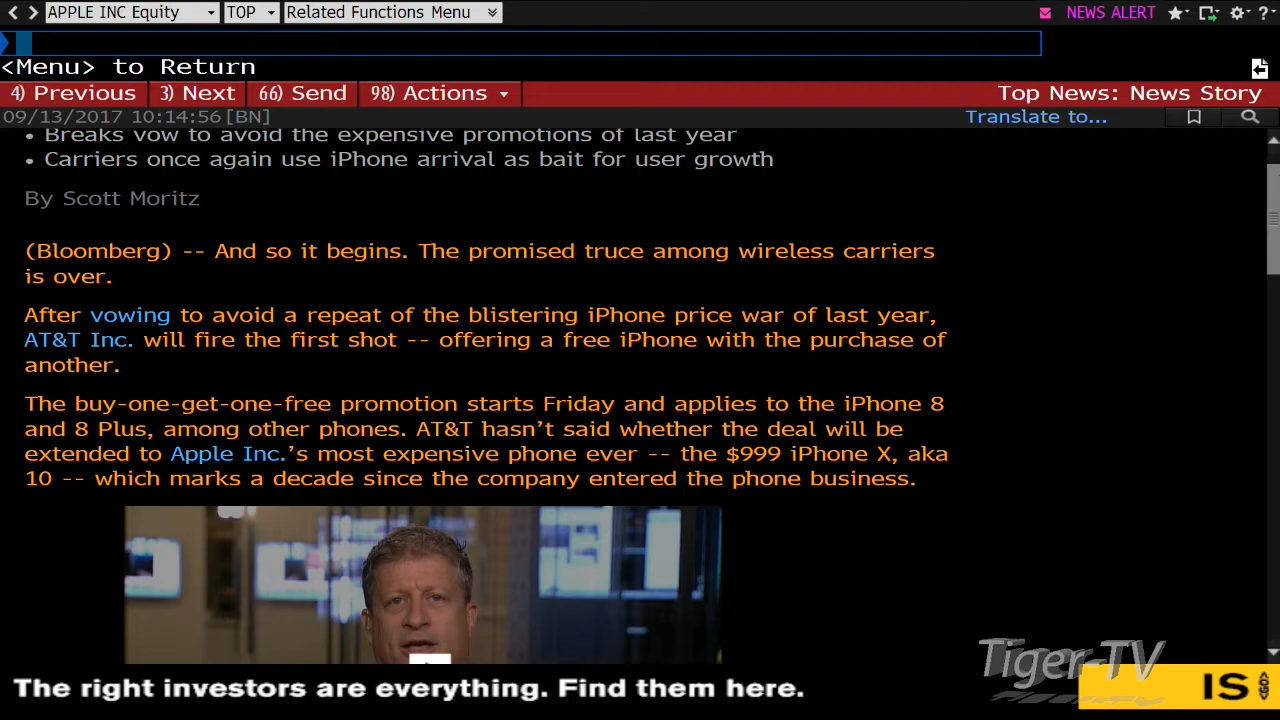 APPLE INC Equity TOP Related Functions Menu NEWS ALERT ?
<Menu> to Return
4) Previous 3) Next 66) Send 98) Actions Top News: News Story
09/13/2017 10:14:56[BN] Translate to...
• Breaks vow to avoid the expensive promotions of last year
• Carriers once again use iPhone arrival as bait for user growth
By Scott Moritz
(Bloomberg) -- And so it begins. The promised truce among wireless carriers
is over.
After vowing to avoid a repeat of the blistering iPhone price war of last year,
AT&T Inc. will fire the first shot -- offering a free iPhone with the purchase of
another.
The buy-one-get-one-free promotion starts Friday and applies to the iPhone 8
and 8 Plus, among other phones. AT&T hasn't said whether the deal will be
extended to Apple Inc.'s most expensive phone ever -- the $999 iPhone X, aka
10 -- which marks a decade since the company entered the phone business.
Tiger-TV
The right investors are everything. Find them here.
IS